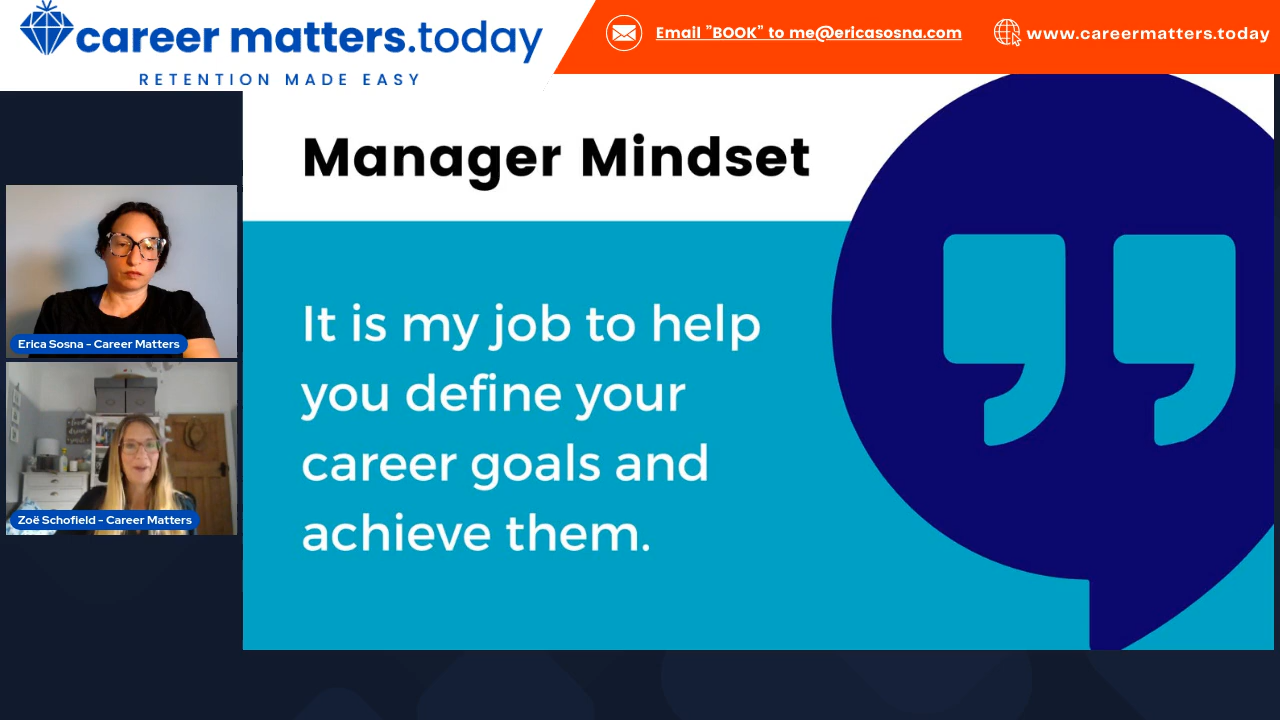 career matters.today
RETENTION MADE EASY
Email "BOOK" to me@ericasosna.com
www.careermatters.today
Manager Mindset
It is my job to help
you define your
career goals and
achieve them.
Erica Sosna - Career Matters
Zoë Schofield - Career Matters